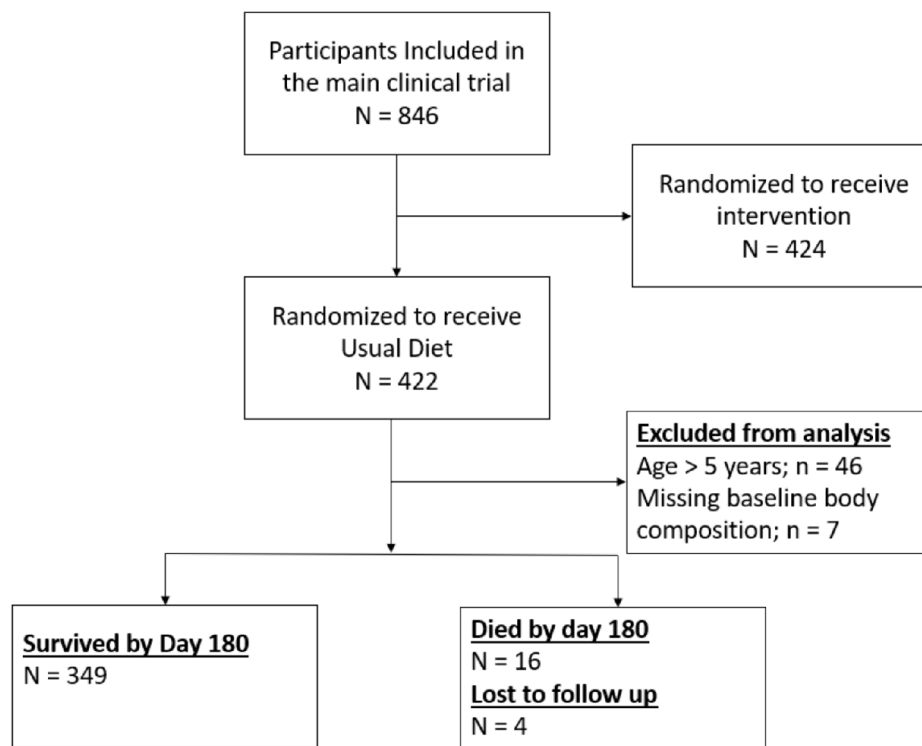 Participants Included in
the main clinical trial
N = 846
Randomized to receive
intervention
N = 424
Randomized to receive
Usual Diet
N = 422
Excluded from analysis
Age > 5 years; n = 46
Missing baseline body
composition; n = 7
Survived by Day 180
N = 349
Died by day 180
N = 16
Lost to follow up
N = 4